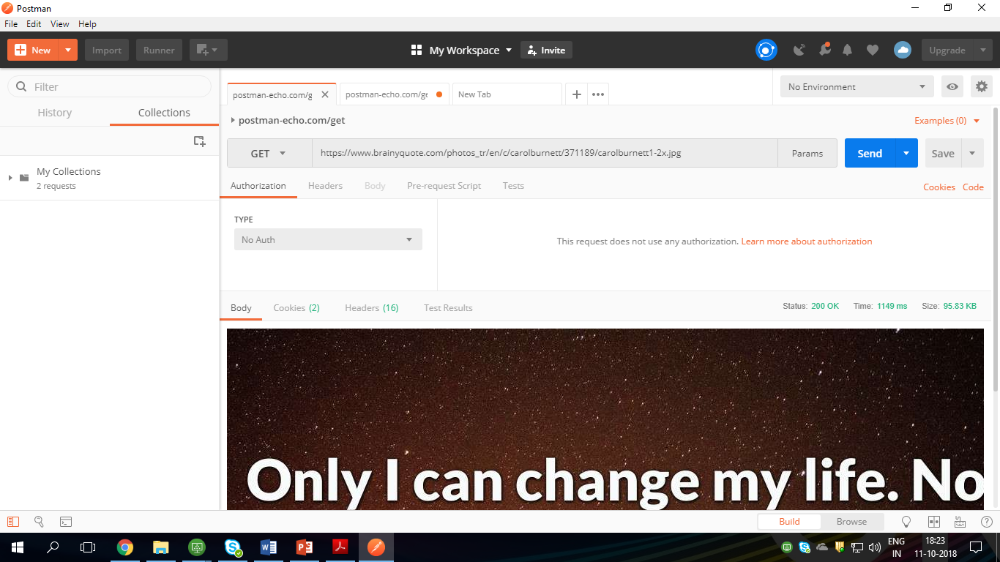 Postman
File Edit View Help
New Import Runner My Workspace Invite Upgrade
Filter
History Collections
My Collections
2 requests
postman-echo.com/g postman-echo.com/ge New Tab
No Environment
postman-echo.com/get
Examples (0)
GET https://www.brainyquote.com/photos_tr/en/c/carolburnett/371189/carolburnett1-2x.jpg Params Send Save
Authorization Headers Body Pre-request Script Tests Cookies Code
TYPE
No Auth
This request does not use any authorization. Learn more about authorization
Body Cookies (2) Headers (16) Test Results Status: 200 OK Time: 1149 ms Size: 95.83 KB
Only I can change my life. No
Build Browse
ENG 18:23
IN 11-10-2018